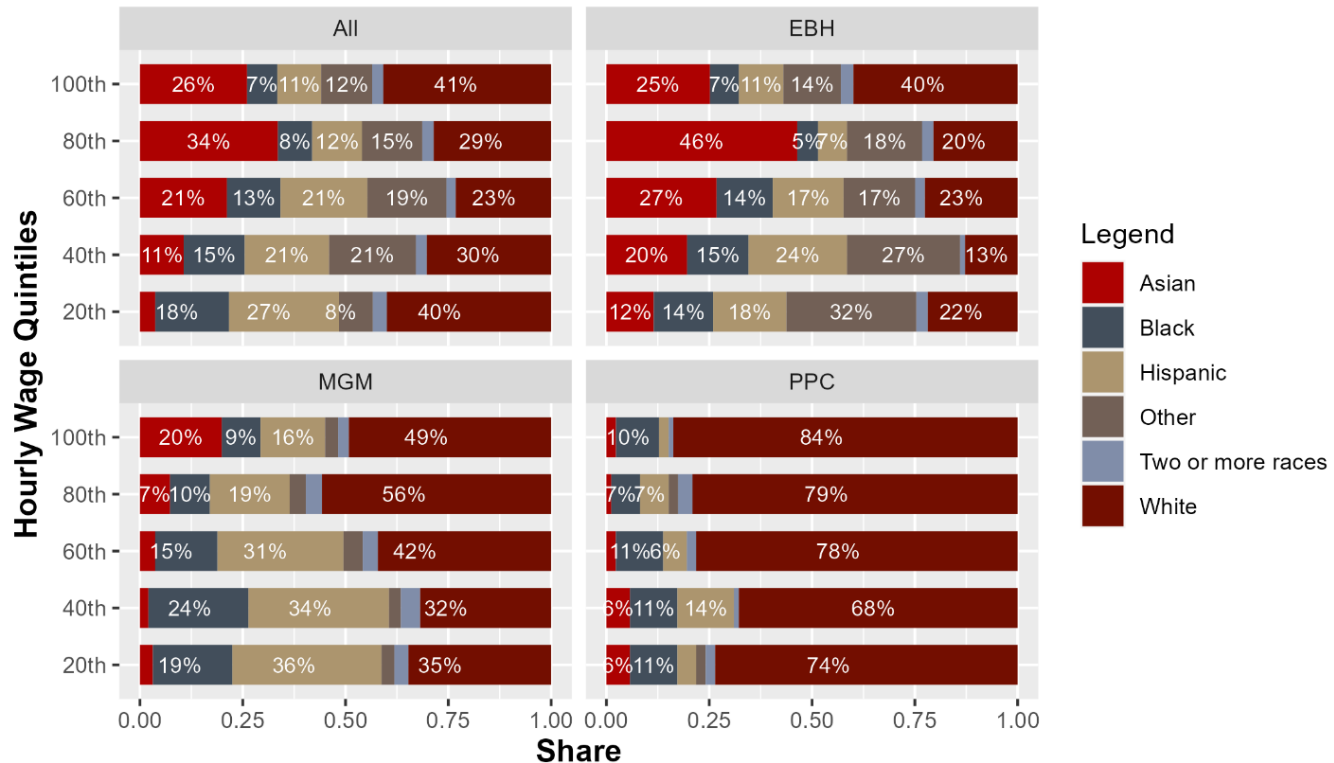 All
EBH
100th
26% 7% 11% 12% 41%
25% 7% 11% 14% 40%
80th
34% 8% 12% 15% 29%
46% 5% 7% 18% 20%
60th
21% 13% 21% 19% 23%
27% 14% 17% 17% 23%
40th
11% 15% 21% 21% 30%
20% 15% 24% 27% 13%
20th
18% 27% 8% 40%
12% 14% 18% 32% 22%
MGM
PPC
100th
20% 9% 16% 49%
10% 84%
80th
7% 10% 19% 56%
7% 7% 79%
60th
15% 31% 42%
11% 6% 78%
40th
24% 34% 32%
6% 11% 14% 68%
20th
19% 36% 35%
6% 11% 74%
0.00 0.25 0.50 0.75 1.00
0.00 0.25 0.50 0.75 1.00
Share
Hourly Wage Quintiles
Legend
Asian
Black
Hispanic
Other
Two or more races
White